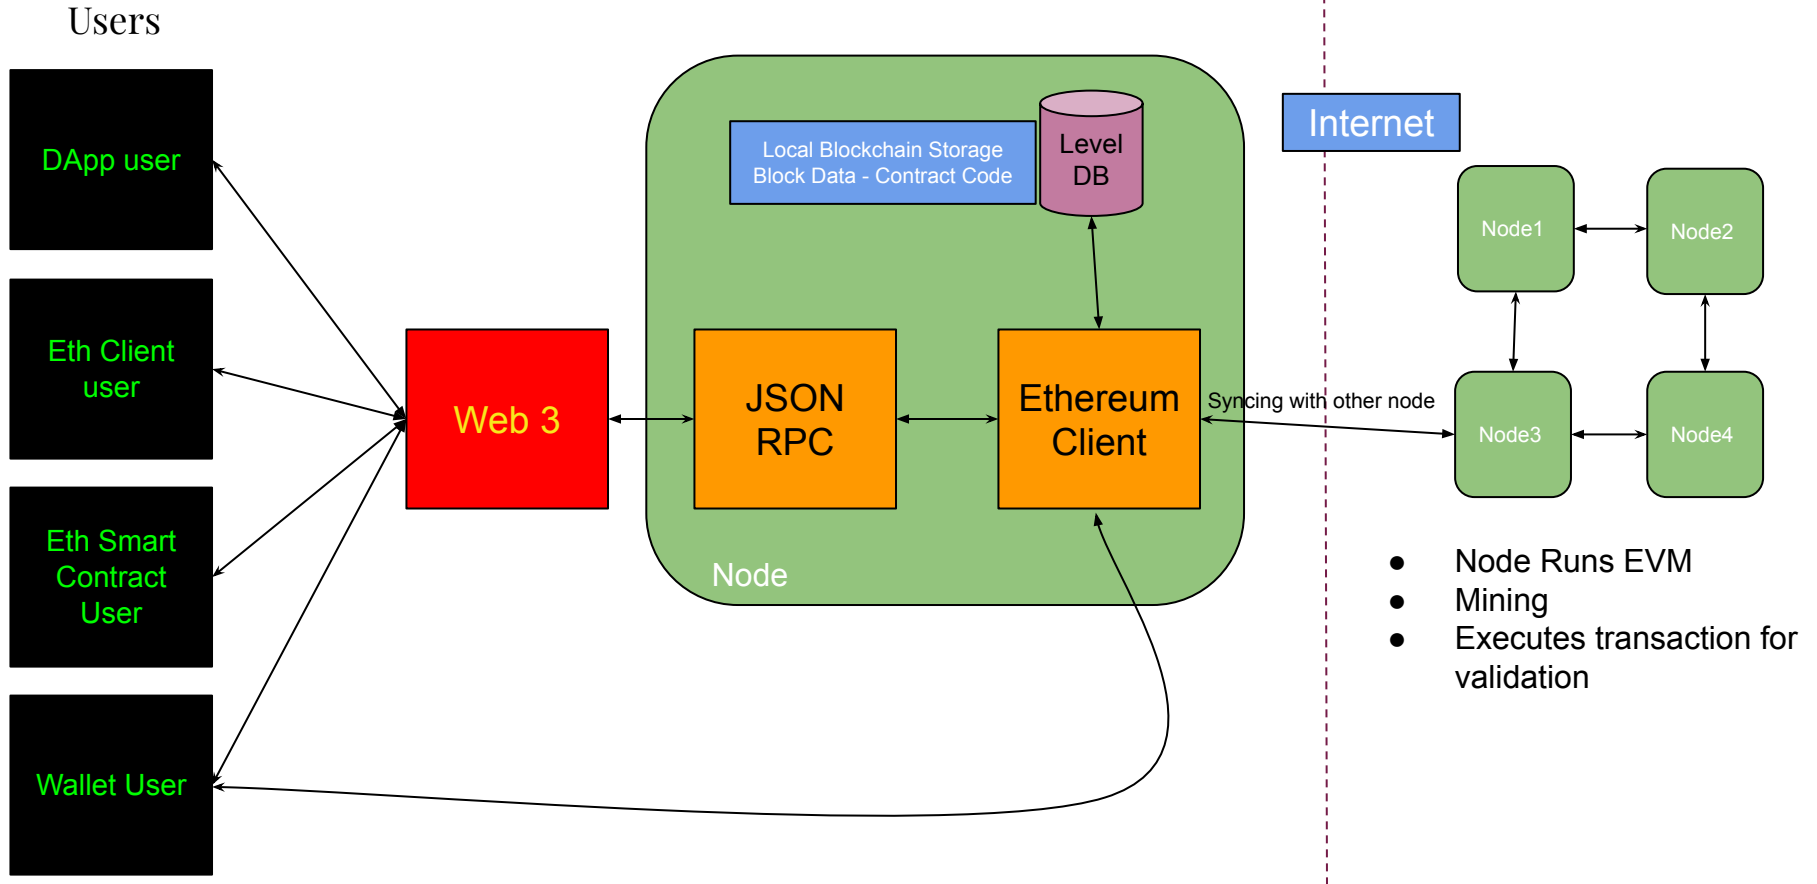 Users
DApp user
Eth Client
user
Eth Smart
Contract
User
Wallet User
Web 3
Local Blockchain Storage
Block Data - Contract Code
Level
DB
JSON
RPC
Ethereum
Client
Node
Internet
Syncing with other node
Node1
Node2
Node3
Node4
● Node Runs EVM
● Mining
● Executes transaction for
validation